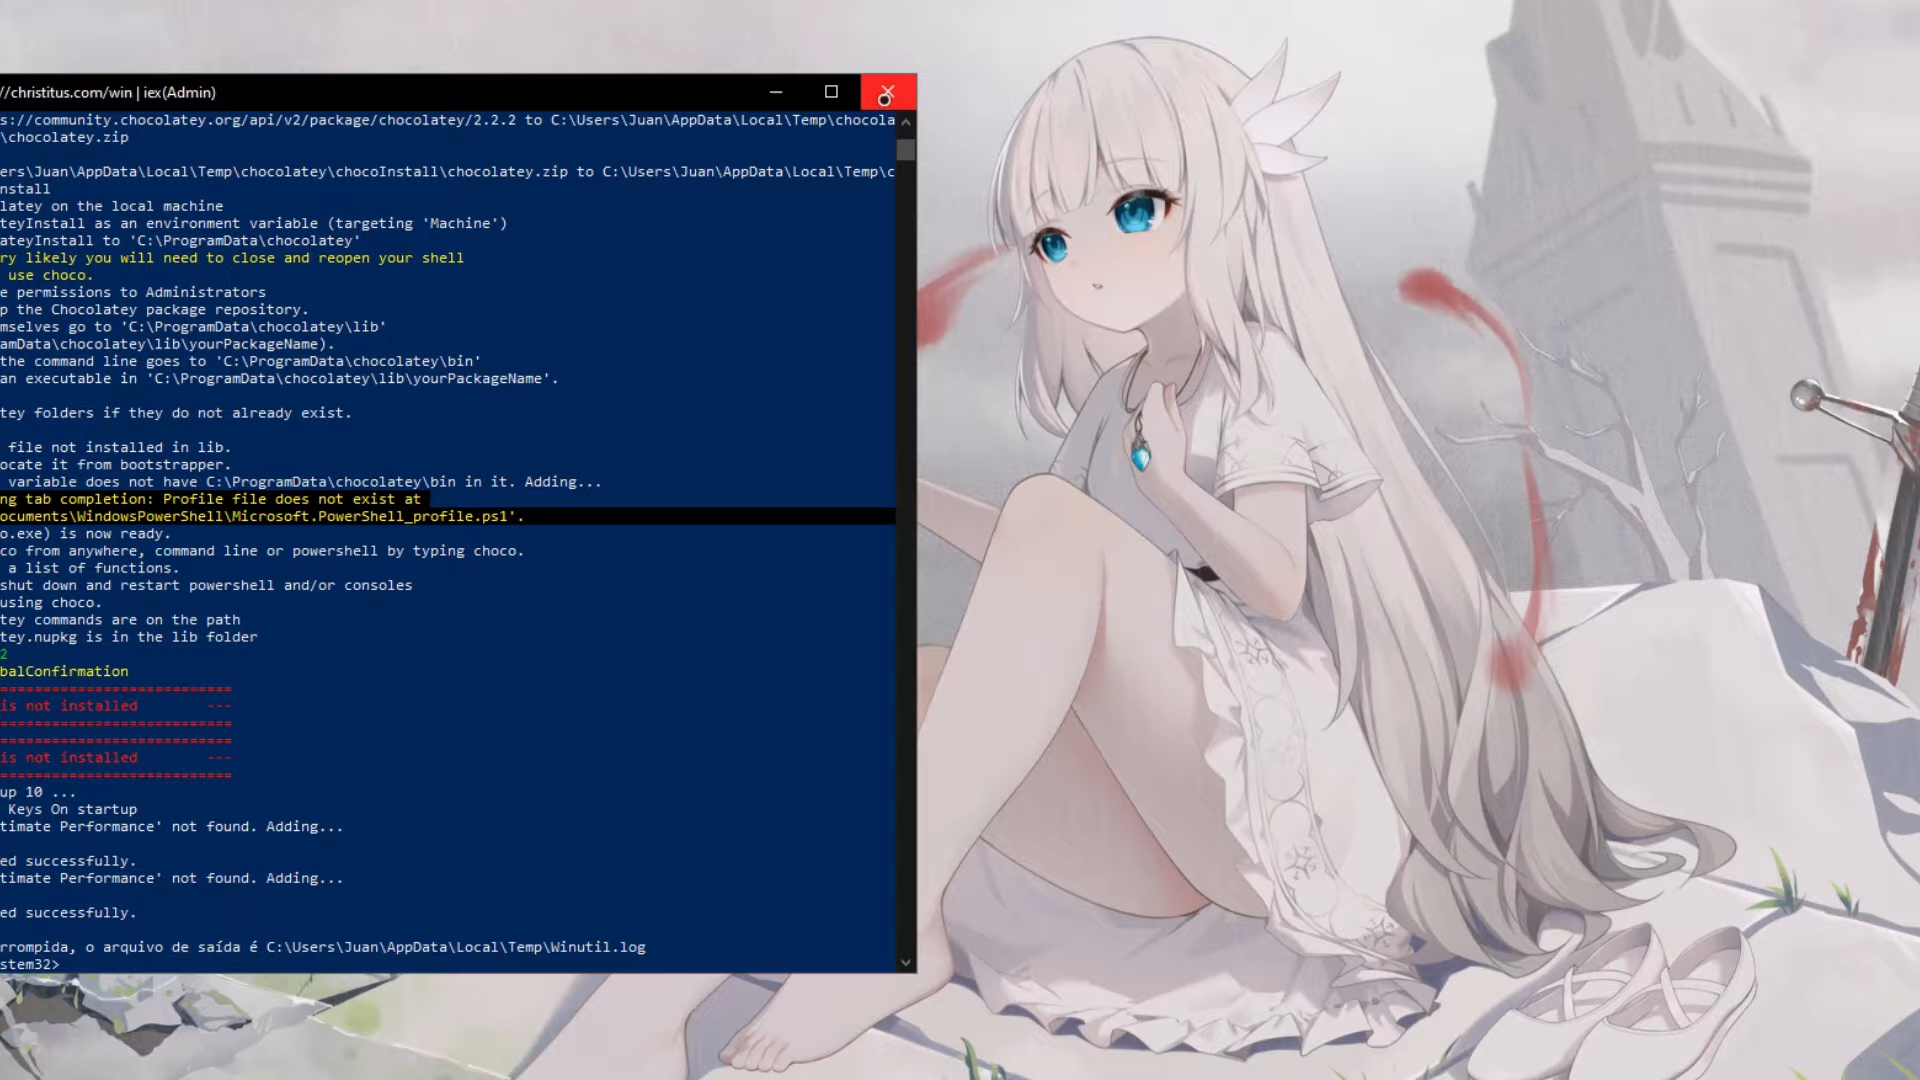 //christitus.com/win | iex(Admin)
s://community.chocolatey.org/api/v2/package/chocolatey/2.2.2 to C:\Users\Juan\AppData\Local\Temp\chocola
\chocolatey.zip
ers\Juan\AppData\Local\Temp\chocolatey\chocoInstall\chocolatey.zip to C:\Users\Juan\AppData\Local\Temp\c
nstall
latey on the local machine
teyInstall as an environment variable (targeting 'Machine')
ateyInstall to 'C:\ProgramData\chocolatey'
ry likely you will need to close and reopen your shell
use choco.
e permissions to Administrators
p the Chocolatey package repository.
mselves go to 'C:\ProgramData\chocolatey\lib'
amData\chocolatey\lib\yourPackageName).
the command line goes to 'C:\ProgramData\chocolatey\bin'
an executable in 'C:\ProgramData\chocolatey\lib\yourPackageName'.
tey folders if they do not already exist.
file not installed in lib.
ocate it from bootstrapper.
variable does not have C:\ProgramData\chocolatey\bin in it. Adding...
ng tab completion: Profile file does not exist at
ocuments\WindowsPowerShell\Microsoft.PowerShell_profile.ps1'.
o.exe) is now ready.
co from anywhere, command line or powershell by typing choco.
a list of functions.
shut down and restart powershell and/or consoles
using choco.
tey commands are on the path
tey.nupkg is in the lib folder
2
balConfirmation
===========================
is not installed        ---
===========================
===========================
is not installed        ---
===========================
up 10 ...
Keys On startup
timate Performance' not found. Adding...
ed successfully.
timate Performance' not found. Adding...
ed successfully.
rrompida, o arquivo de saída é C:\Users\Juan\AppData\Local\Temp\Winutil.log
stem32>